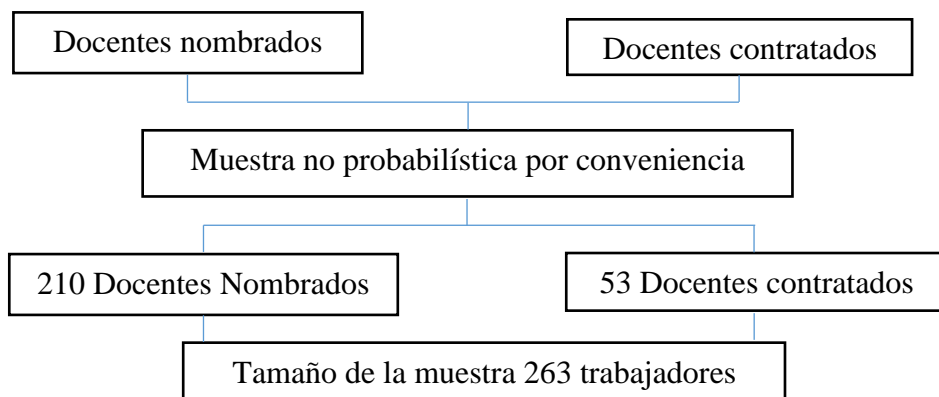 Docentes nombrados
Docentes contratados
Muestra no probabilística por conveniencia
210 Docentes Nombrados
53 Docentes contratados
Tamaño de la muestra 263 trabajadores